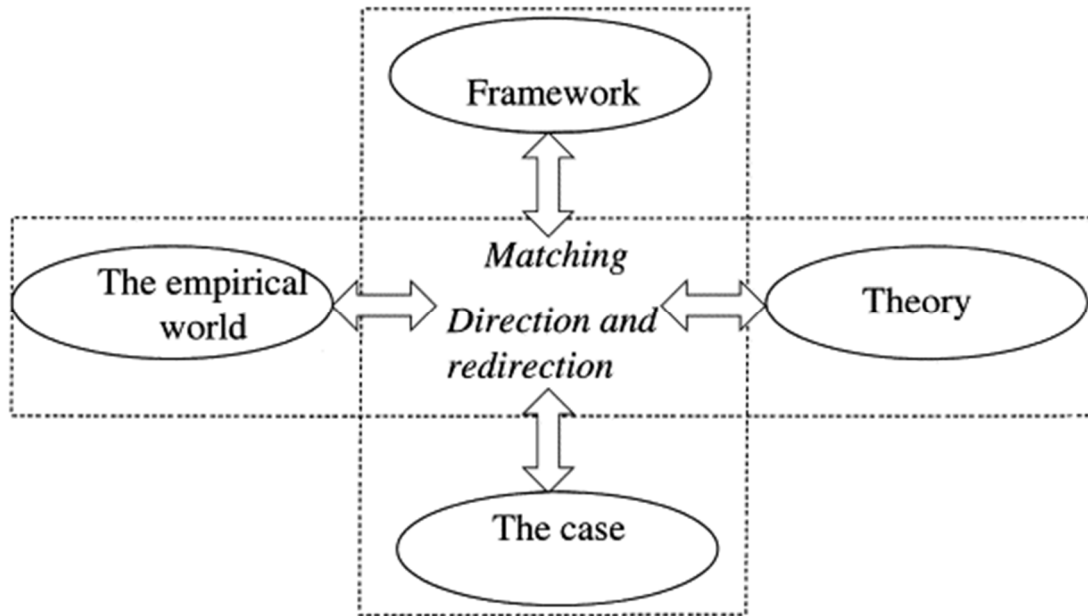 Framework
Matching
The empirical
world
Direction and
redirection
Theory
The case